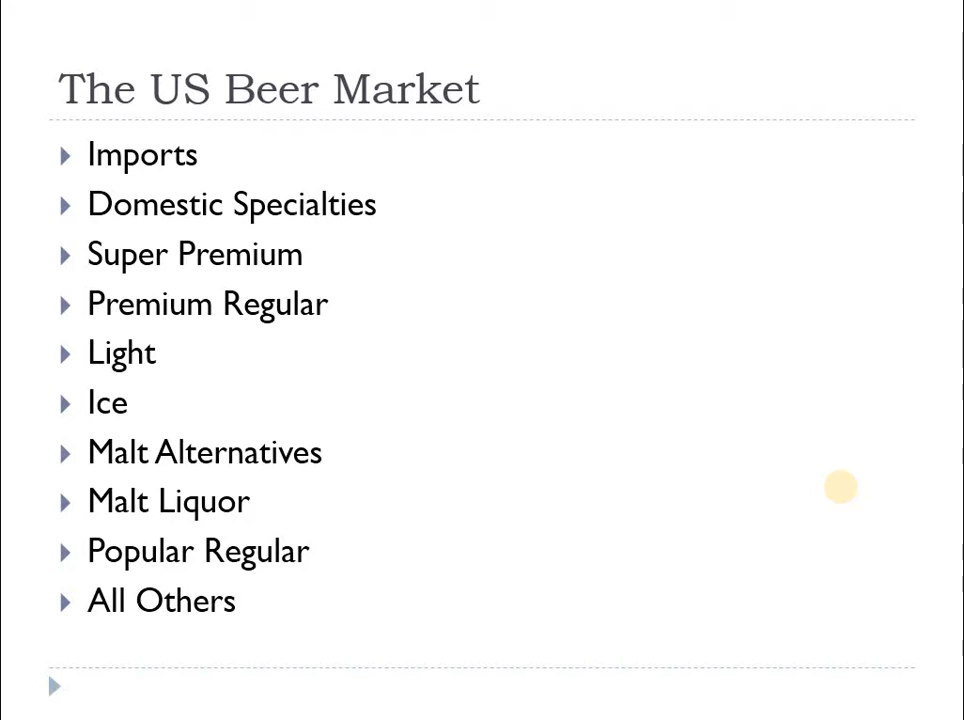 The US Beer Market
Imports
Domestic Specialties
Super Premium
Premium Regular
Light
Ice
Malt Alternatives
Malt Liquor
Popular Regular
All Others